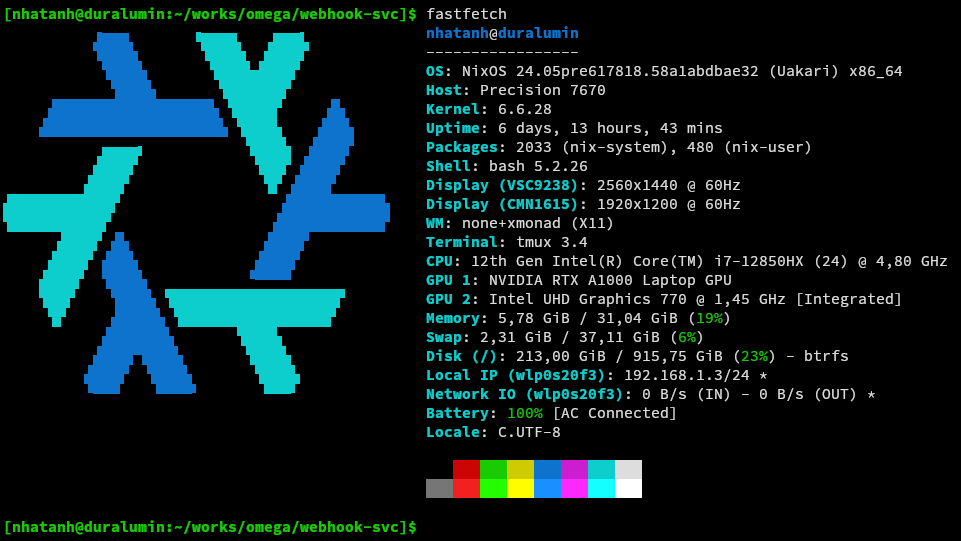 [nhatanh@duralumin:~/works/omega/webhook-svc]$ fastfetch
nhatanh@duralumin
-----------------
OS: NixOS 24.05pre617818.58a1abdbae32 (Uakari) x86_64
Host: Precision 7670
Kernel: 6.6.28
Uptime: 6 days, 13 hours, 43 mins
Packages: 2033 (nix-system), 480 (nix-user)
Shell: bash 5.2.26
Display (VSC9238): 2560x1440 @ 60Hz
Display (CMN1615): 1920x1200 @ 60Hz
WM: none+xmonad (X11)
Terminal: tmux 3.4
CPU: 12th Gen Intel(R) Core(TM) i7-12850HX (24) @ 4,80 GHz
GPU 1: NVIDIA RTX A1000 Laptop GPU
GPU 2: Intel UHD Graphics 770 @ 1,45 GHz [Integrated]
Memory: 5,78 GiB / 31,04 GiB (19%)
Swap: 2,31 GiB / 37,11 GiB (6%)
Disk (/): 213,00 GiB / 915,75 GiB (23%) - btrfs
Local IP (wlp0s20f3): 192.168.1.3/24 *
Network IO (wlp0s20f3): 0 B/s (IN) - 0 B/s (OUT) *
Battery: 100% [AC Connected]
Locale: C.UTF-8
[nhatanh@duralumin:~/works/omega/webhook-svc]$